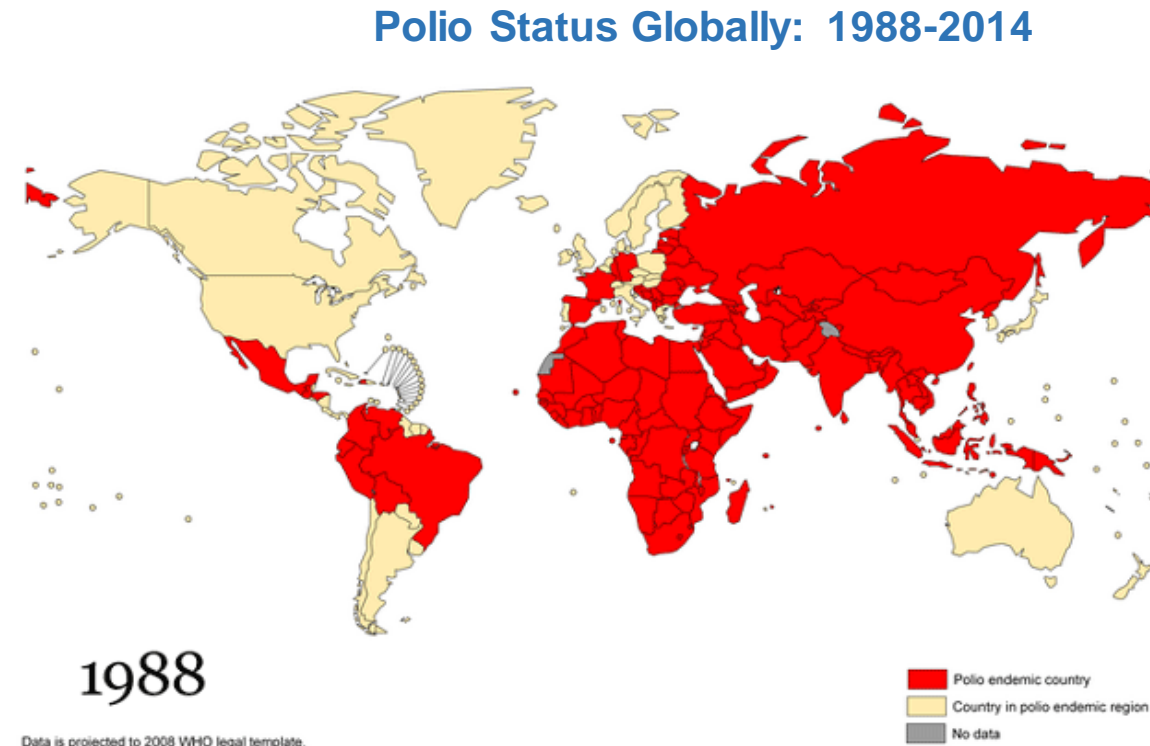 Polio Status Globally: 1988-2014
1988
Polio endemic country
Country in polio endemic region
No data
Data is projected to 2008 WHO legal template.